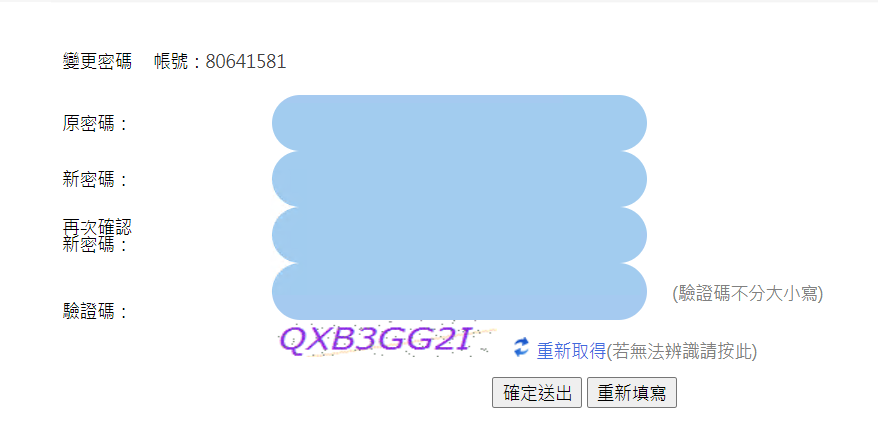 變更密碼 帳號：80641581
原密碼：
新密碼：
再次確認
新密碼：
(驗證碼不分大小寫)
驗證碼：
QXB3GG2I
重新取得(若無法辨識請按此)
確定送出 重新填寫